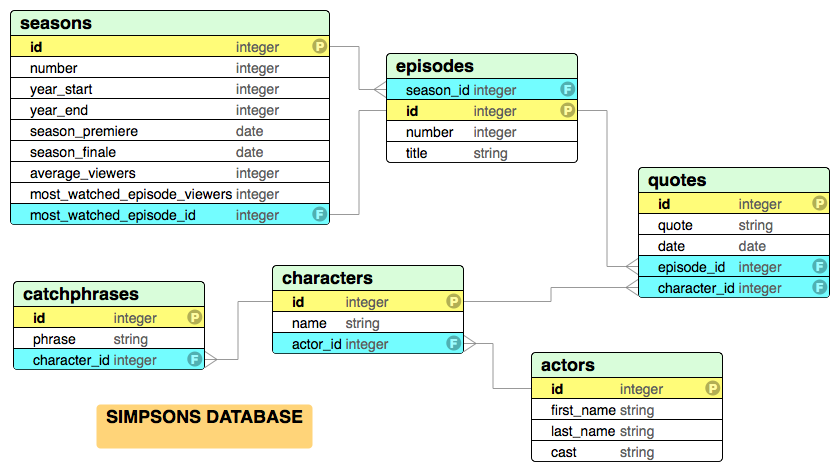 seasons
id integer P
number integer
year_start integer
year_end integer
season_premiere date
season_finale date
average_viewers integer
most_watched_episode_viewers integer
most_watched_episode_id integer F
episodes
season_id integer F
id integer P
number integer
title string
quotes
id integer P
quote string
date date
episode_id integer F
character_id integer F
characters
id integer P
name string
actor_id integer F
catchphrases
id integer P
phrase string
character_id integer F
actors
id integer P
first_name string
last_name string
cast string
SIMPSONS DATABASE